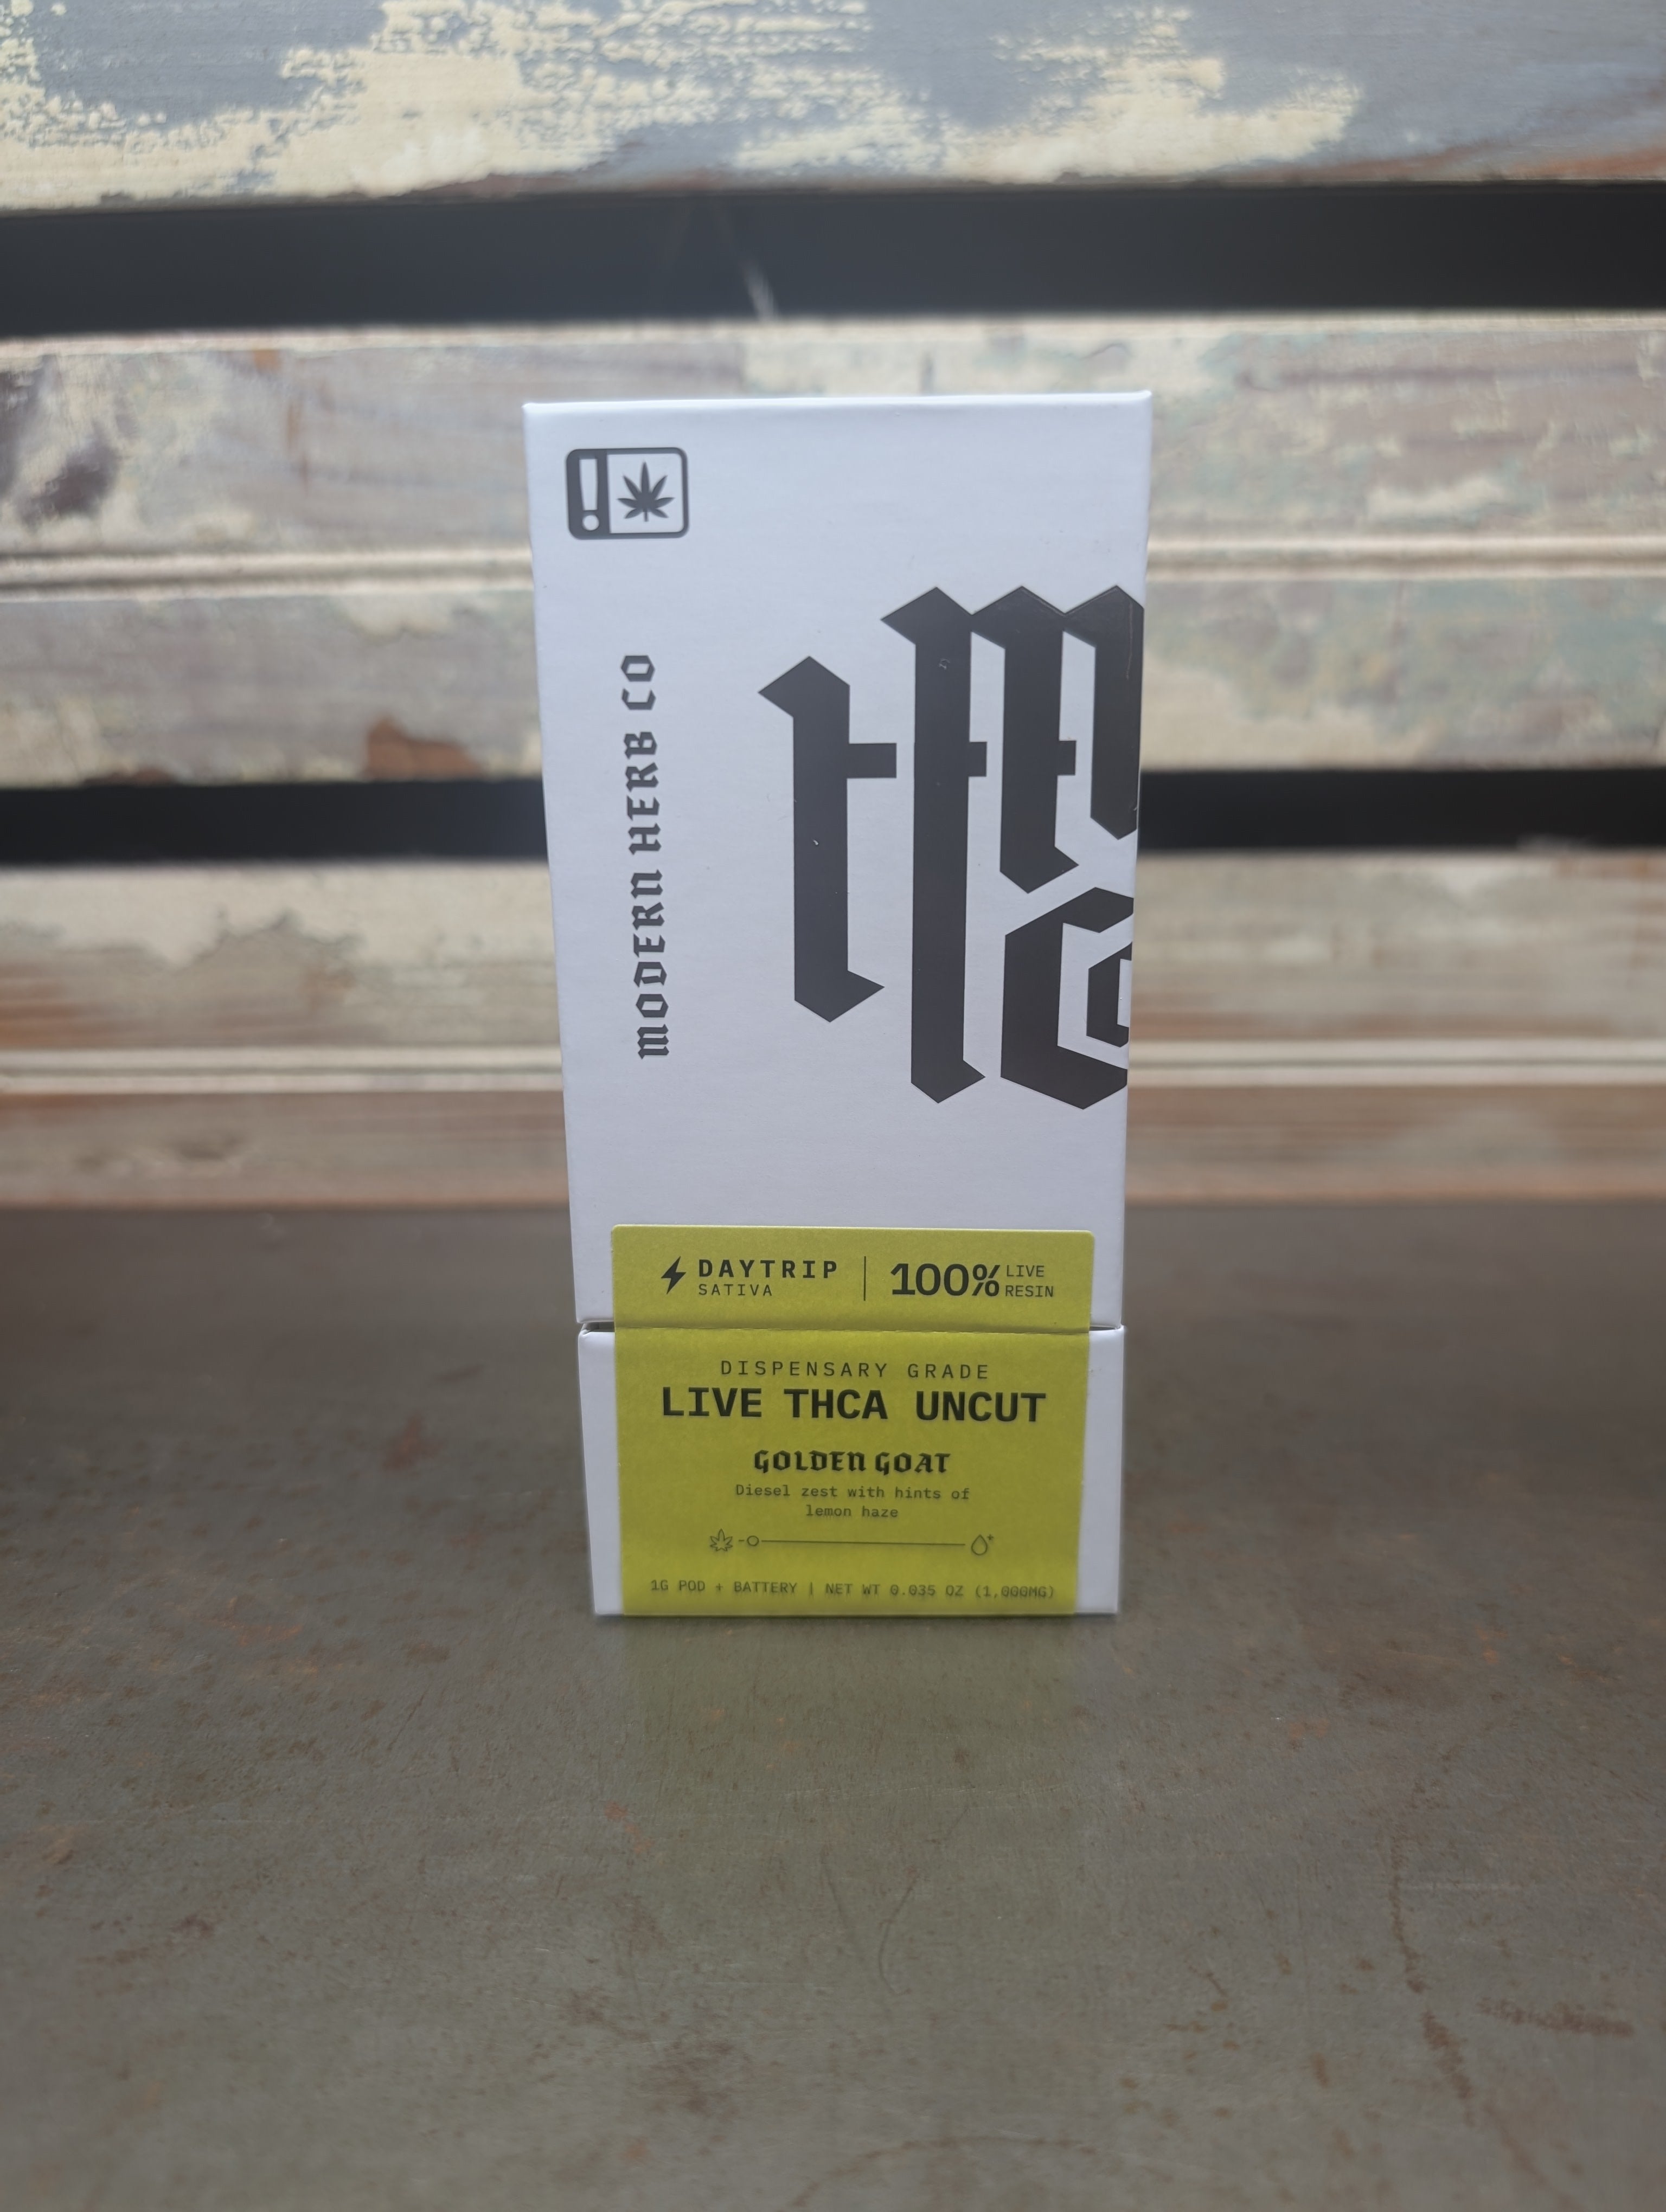 !
MODERN HERB CO
DAYTRIP
SATIVA
100% LIVE
RESIN
DISPENSARY GRADE
LIVE THCA UNCUT
GOLDEN GOAT
Diesel zest with hints of
lemon haze
1G POD + BATTERY | NET WT 0.035 OZ (1,000MG)